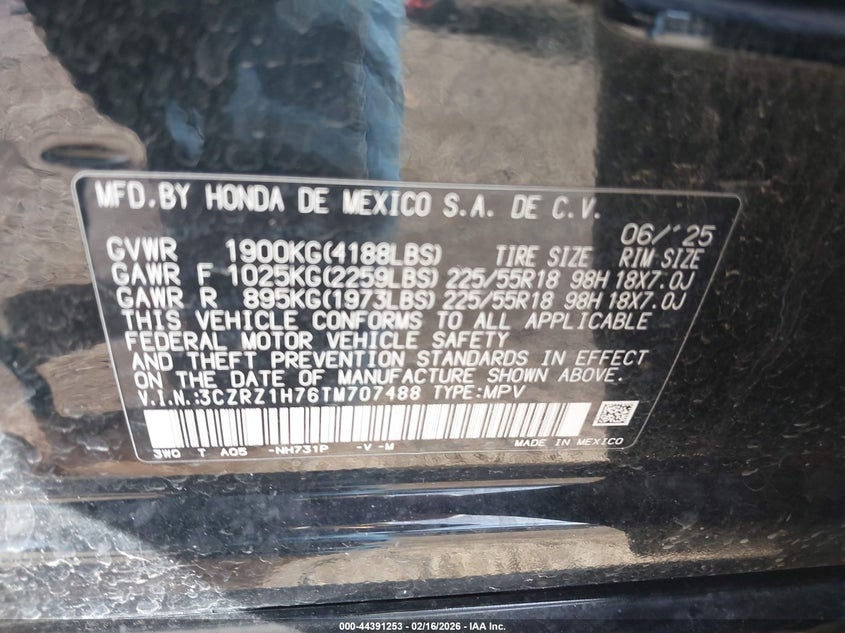 MFD.BY HONDA DE MEXICO S.A. DE C.V.
06/'25
GVWR 1900KG(4188LBS) TIRE SIZE RIM SIZE
GAWR F 1025KG(2259LBS) 225/55R18 98H 18X7.0J
GAWR R 895KG(1973LBS) 225/55R18 98H 18X7.0J
THIS VEHICLE CONFORMS TO ALL APPLICABLE
FEDERAL MOTOR VEHICLE SAFETY
AND THEFT PREVENTION STANDARDS IN EFFECT
ON THE DATE OF MANUFACTURE SHOWN ABOVE.
V.I.N.:3CZRZ1H76TM707488 TYPE:MPV
3W0 T A05 -NH731P -V -M MADE IN MEXICO
000-44391253 - 02/16/2026 - IAA Inc.